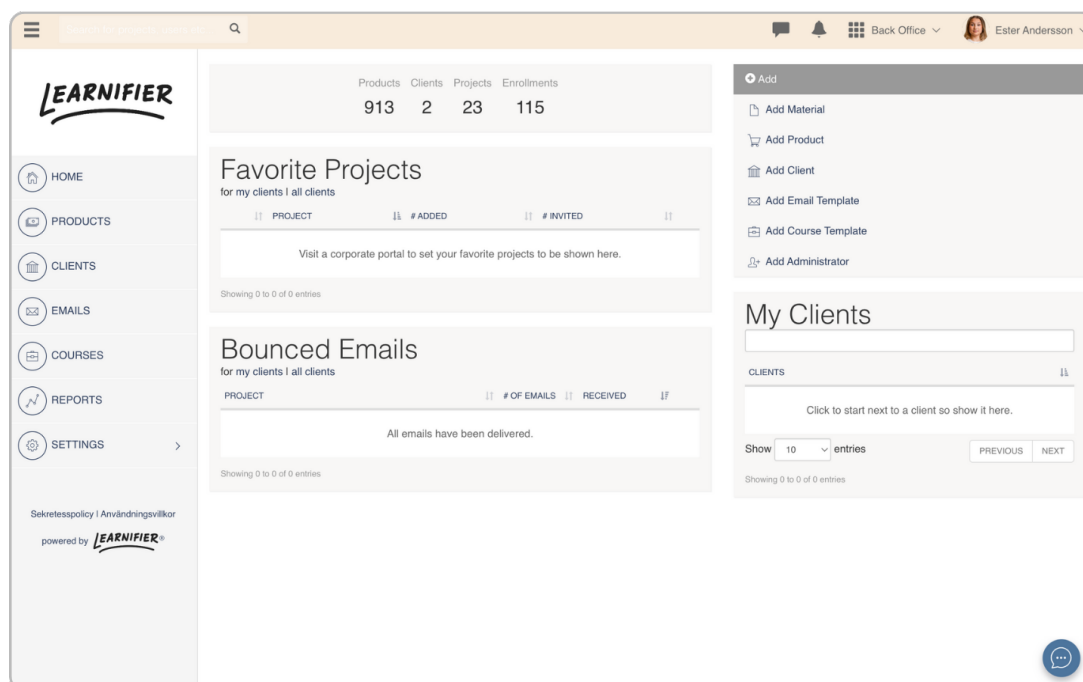 Back Office
Ester Andersson
LEARNIFIER
HOME
PRODUCTS
CLIENTS
EMAILS
COURSES
REPORTS
SETTINGS
Sekretesspolicy | Användningsvillkor
powered by LEARNIFIER®
Products Clients Projects Enrollments
913 2 23 115
Favorite Projects
for my clients | all clients
PROJECT # ADDED # INVITED
Visit a corporate portal to set your favorite projects to be shown here.
Showing 0 to 0 of 0 entries
Bounced Emails
for my clients | all clients
PROJECT # OF EMAILS RECEIVED
All emails have been delivered.
Showing 0 to 0 of 0 entries
Add
Add Material
Add Product
Add Client
Add Email Template
Add Course Template
Add Administrator
My Clients
CLIENTS
Click to start next to a client so show it here.
Show 10 entries
PREVIOUS NEXT
Showing 0 to 0 of 0 entries